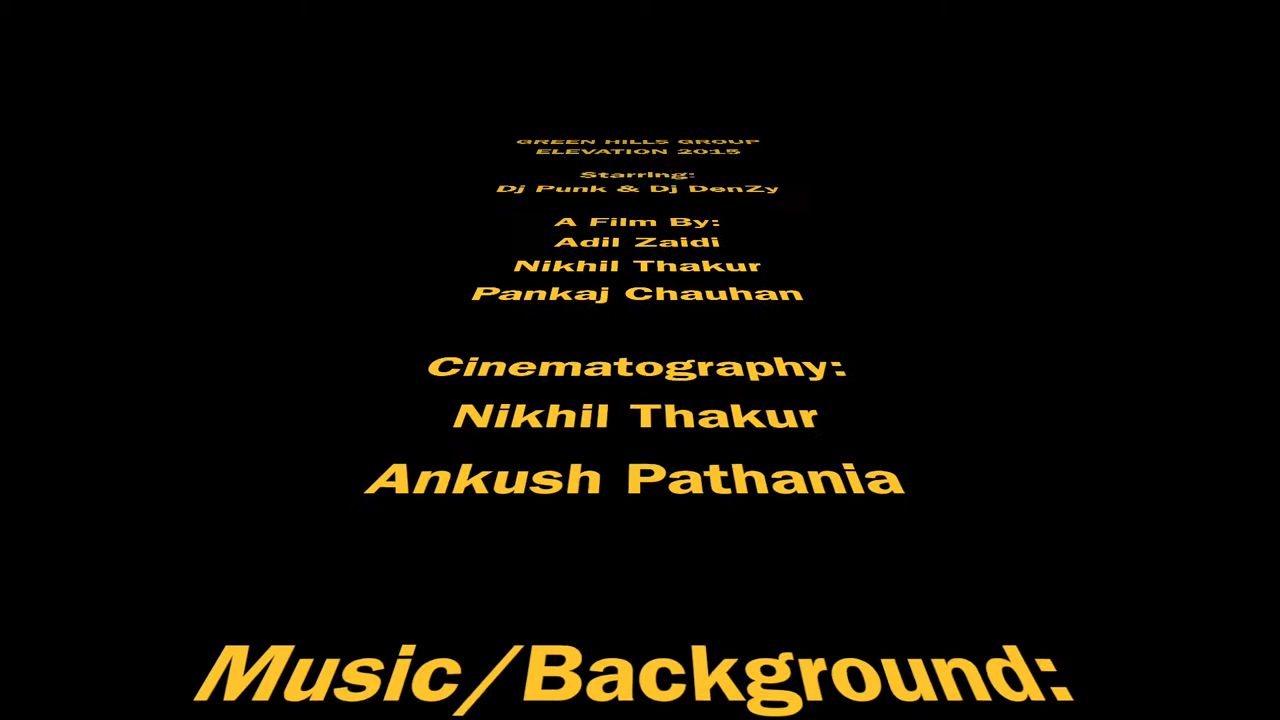 GREEN HILLS GROUP
ELEVATION 2015
Starring:
Dj Punk & Dj DenZy
A Film By:
Adil Zaidi
Nikhil Thakur
Pankaj Chauhan
Cinematography:
Nikhil Thakur
Ankush Pathania
Music/Background: